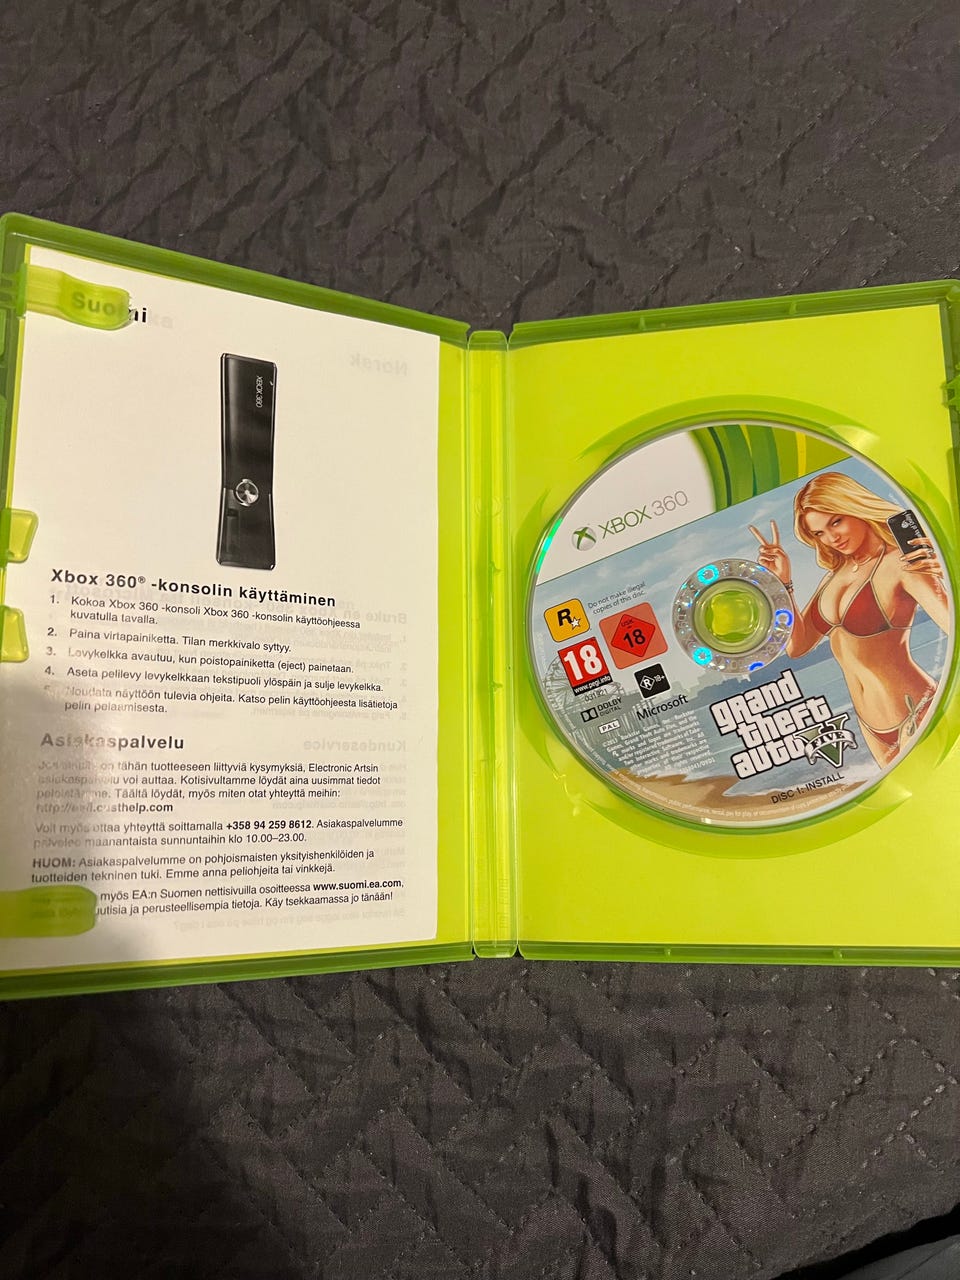 Suomi
Norsk
XBOX 360
Xbox 360® -konsolin käyttäminen
1. Kokoa Xbox 360 -konsoli Xbox 360 -konsolin käyttöohjeessa
kuvatulla tavalla.
2. Paina virtapainiketta. Tilan merkkivalo syttyy.
3. Levykelkka avautuu, kun poistopainiketta (eject) painetaan.
4. Aseta pelilevy levykelkkaan tekstipuoli ylöspäin ja sulje levykelkka.
Noudata näyttöön tulevia ohjeita. Katso pelin käyttöohjeesta lisätietoja
pelin pelaamisesta.
Asiakaspalvelu
on tähän tuotteeseen liittyviä kysymyksiä, Electronic Artsin
asiakaspalvelu voi auttaa. Kotisivultamme löydät aina uusimmat tiedot
peleistämme. Täältä löydät, myös miten otat yhteyttä meihin:
Voit myös ottaa yhteyttä soittamalla +358 94 259 8612. Asiakaspalvelumme
palvelee maanantaista sunnuntaihin klo 10.00–23.00.
HUOM: Asiakaspalvelumme on pohjoismaisten yksityishenkilöiden ja
tuotteiden tekninen tuki. Emme anna peliohjeita tai vinkkejä.
myös EA:n Suomen nettisivuilla osoitteessa www.suomi.ea.com,
uutisia ja perusteellisempia tietoja. Käy tsekkaamassa jo tänään!
XBOX 360
R
Do not make illegal
copies of this disc.
18
www.pegi.info
USK
18
R 18+
DOLBY
DIGITAL
PAL
Microsoft
grand
theft
auto V
FIVE
DISC 1: INSTALL